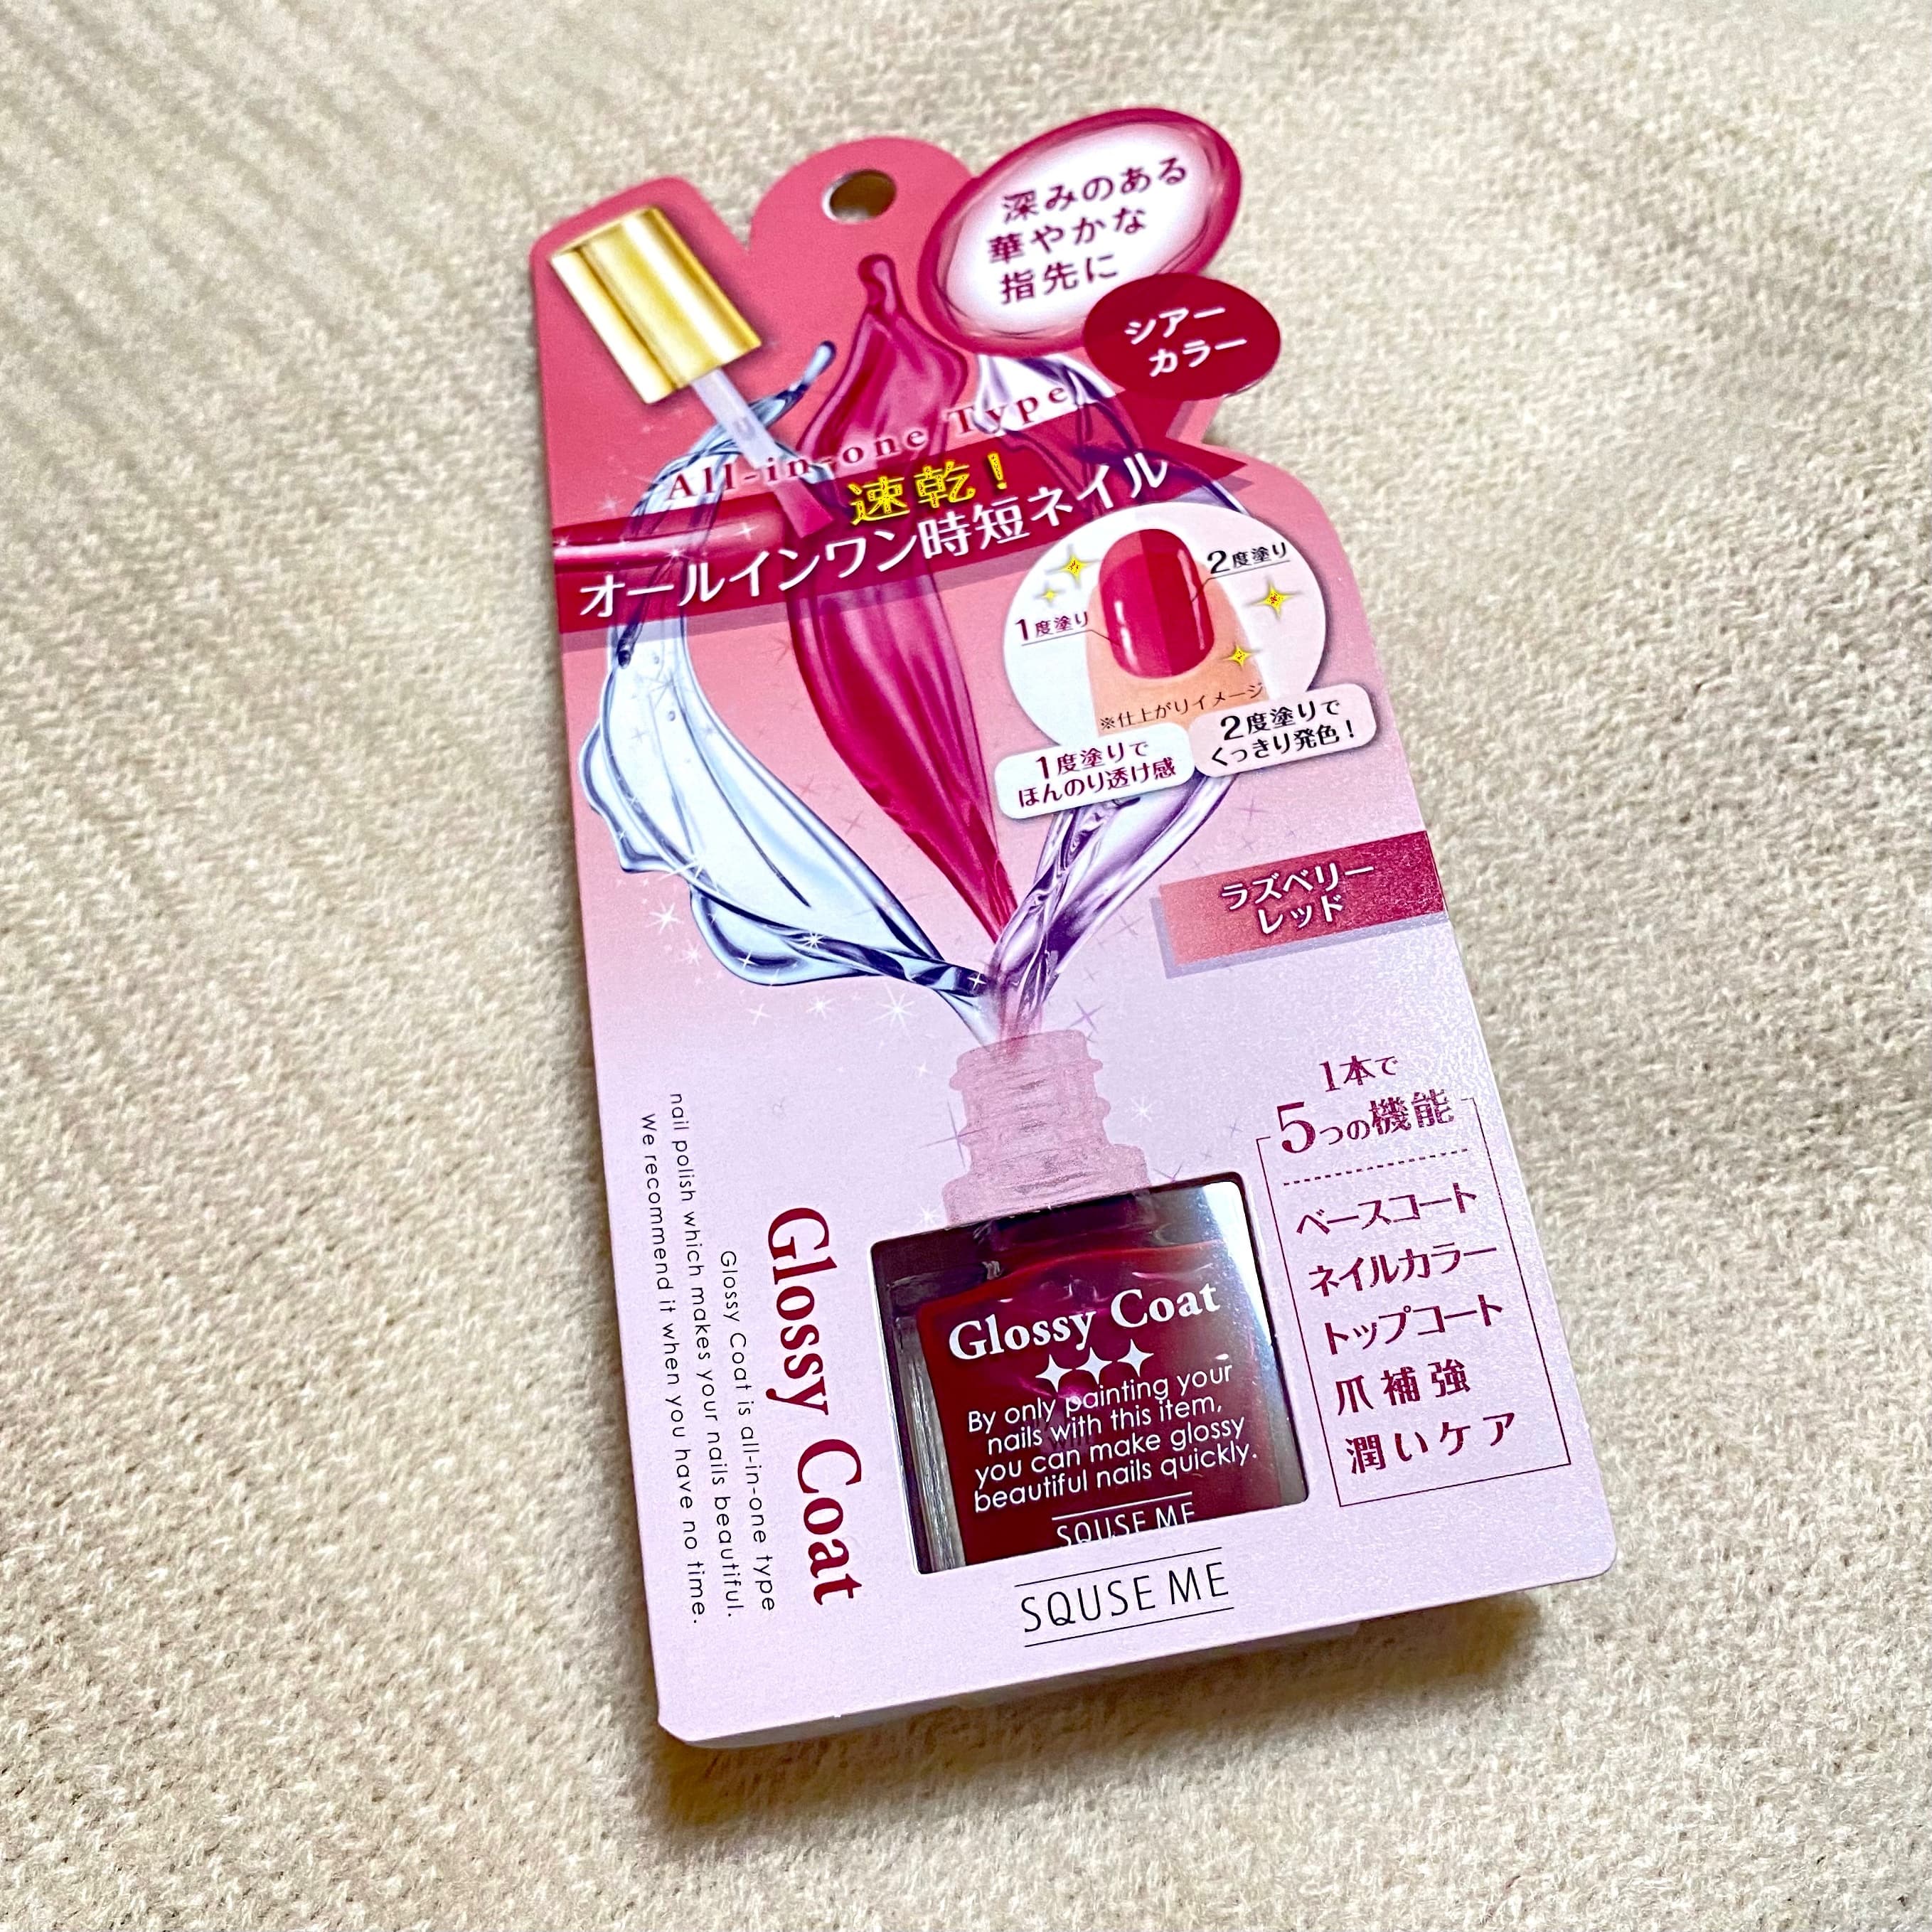 深みのある
華やかな
指先に
シアー
カラー
All-in-one Type
速乾!
オールインワン時短ネイル
2度塗り
1度塗り
※仕上がりイメージ
1度塗りで
ほんのり透け感
2度塗りで
くっきり発色!
ラズベリー
レッド
1本で
5つの機能
ベースコート
ネイルカラー
トップコート
爪補強
潤いケア
Glossy Coat
Glossy Coat is all-in-one type
nail polish which makes your nails beautiful.
We recommend it when you have no time.
Glossy Coat
By only painting your
nails with this item,
you can make glossy
beautiful nails quickly.
SQUSE ME
SQUSE ME